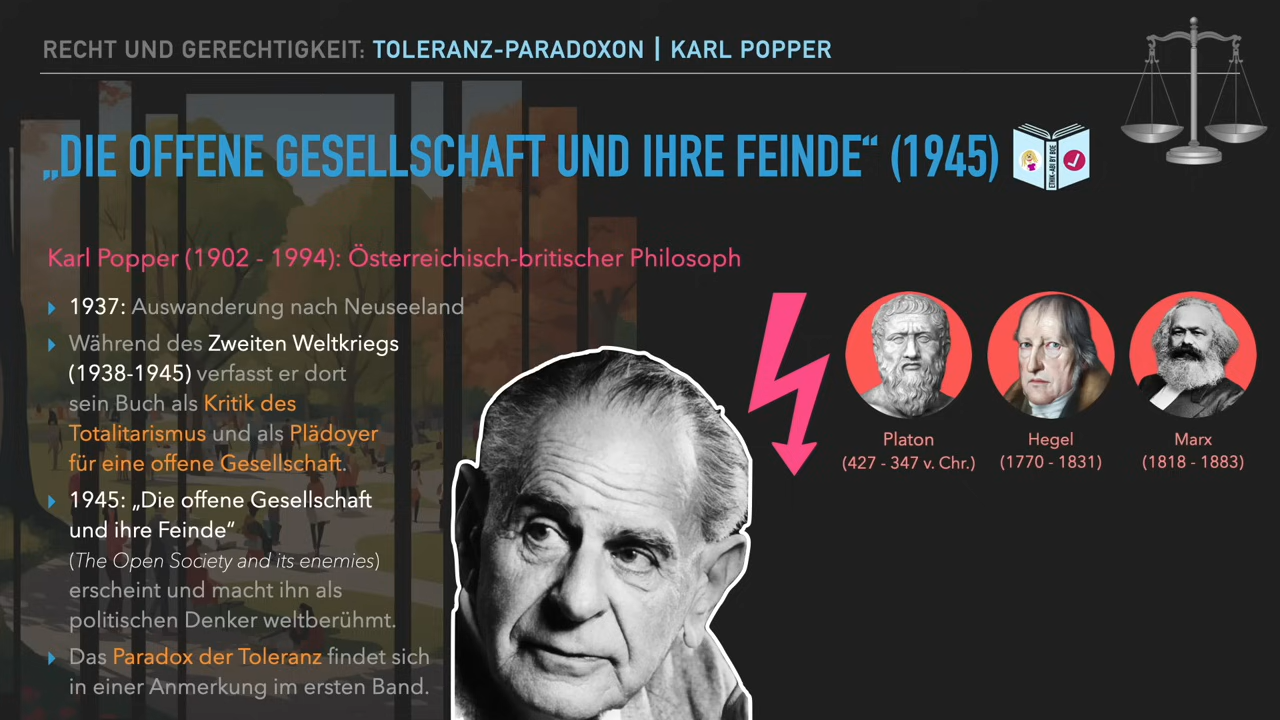 RECHT UND GERECHTIGKEIT: TOLERANZ-PARADOXON | KARL POPPER
„DIE OFFENE GESELLSCHAFT UND IHRE FEINDE“ (1945)
ETHIK-ABI BY BOE
Karl Popper (1902 - 1994): Österreichisch-britischer Philosoph
1937: Auswanderung nach Neuseeland
Während des Zweiten Weltkriegs
(1938-1945) verfasst er dort
sein Buch als Kritik des
Totalitarismus und als Plädoyer
für eine offene Gesellschaft.
1945: „Die offene Gesellschaft
und ihre Feinde“
(The Open Society and its enemies)
erscheint und macht ihn als
politischen Denker weltberühmt.
Das Paradox der Toleranz findet sich
in einer Anmerkung im ersten Band.
Platon
(427 - 347 v. Chr.)
Hegel
(1770 - 1831)
Marx
(1818 - 1883)